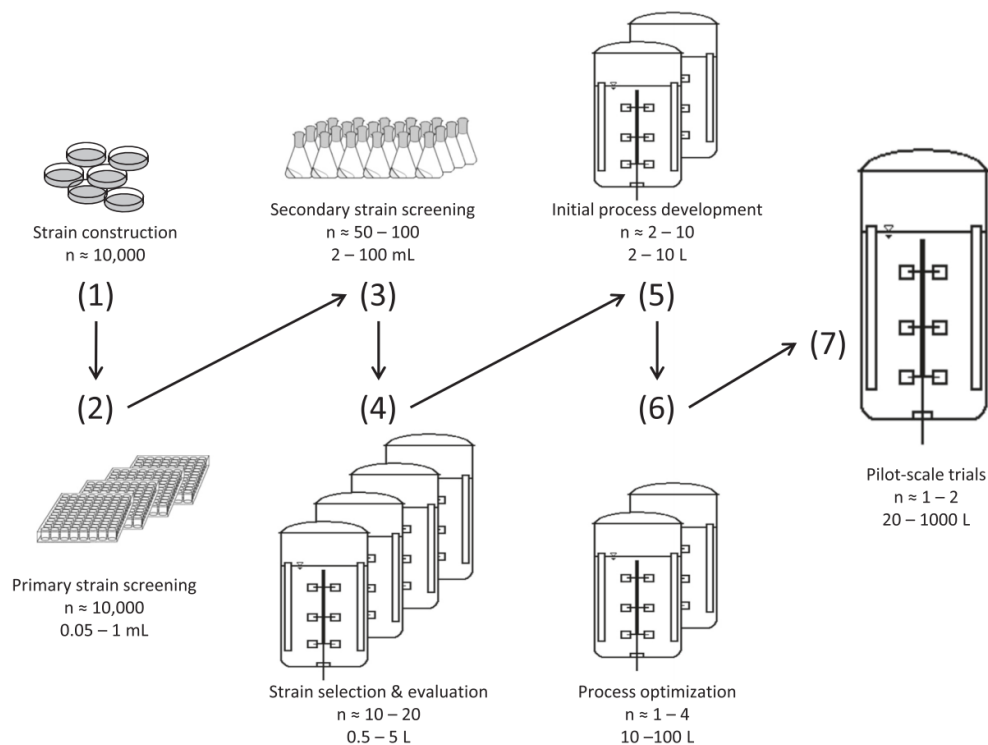 Strain construction
n ≈ 10,000
(1)
(2)
Primary strain screening
n ≈ 10,000
0.05 – 1 mL
Secondary strain screening
n ≈ 50 – 100
2 – 100 mL
(3)
(4)
Strain selection & evaluation
n ≈ 10 – 20
0.5 – 5 L
Initial process development
n ≈ 2 – 10
2 – 10 L
(5)
(6)
Process optimization
n ≈ 1 – 4
10 –100 L
(7)
Pilot-scale trials
n ≈ 1 – 2
20 – 1000 L